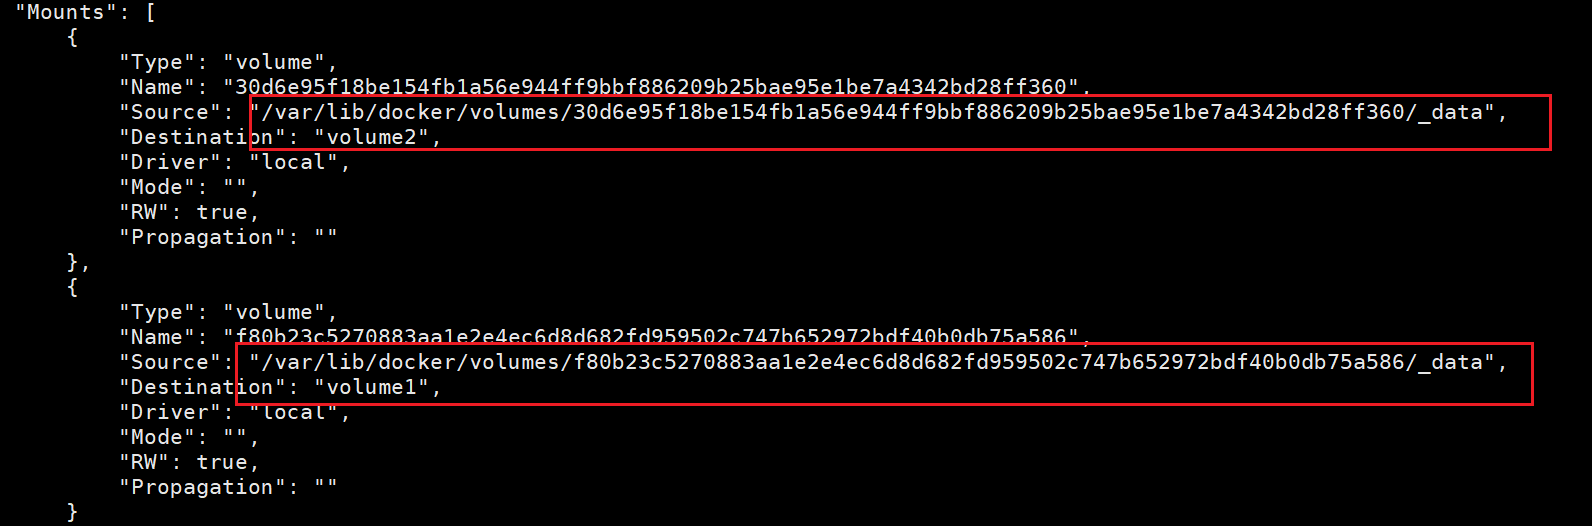 "Mounts": [
{
"Type": "volume",
"Name": "30d6e95f18be154fb1a56e944ff9bbf886209b25bae95e1be7a4342bd28ff360",
"Source": "/var/lib/docker/volumes/30d6e95f18be154fb1a56e944ff9bbf886209b25bae95e1be7a4342bd28ff360/_data",
"Destination": "volume2",
"Driver": "local",
"Mode": "",
"RW": true,
"Propagation": ""
},
{
"Type": "volume",
"Name": "f80b23c5270883aa1e2e4ec6d8d682fd959502c747b652972bdf40b0db75a586",
"Source": "/var/lib/docker/volumes/f80b23c5270883aa1e2e4ec6d8d682fd959502c747b652972bdf40b0db75a586/_data",
"Destination": "volume1",
"Driver": "local",
"Mode": "",
"RW": true,
"Propagation": ""
}